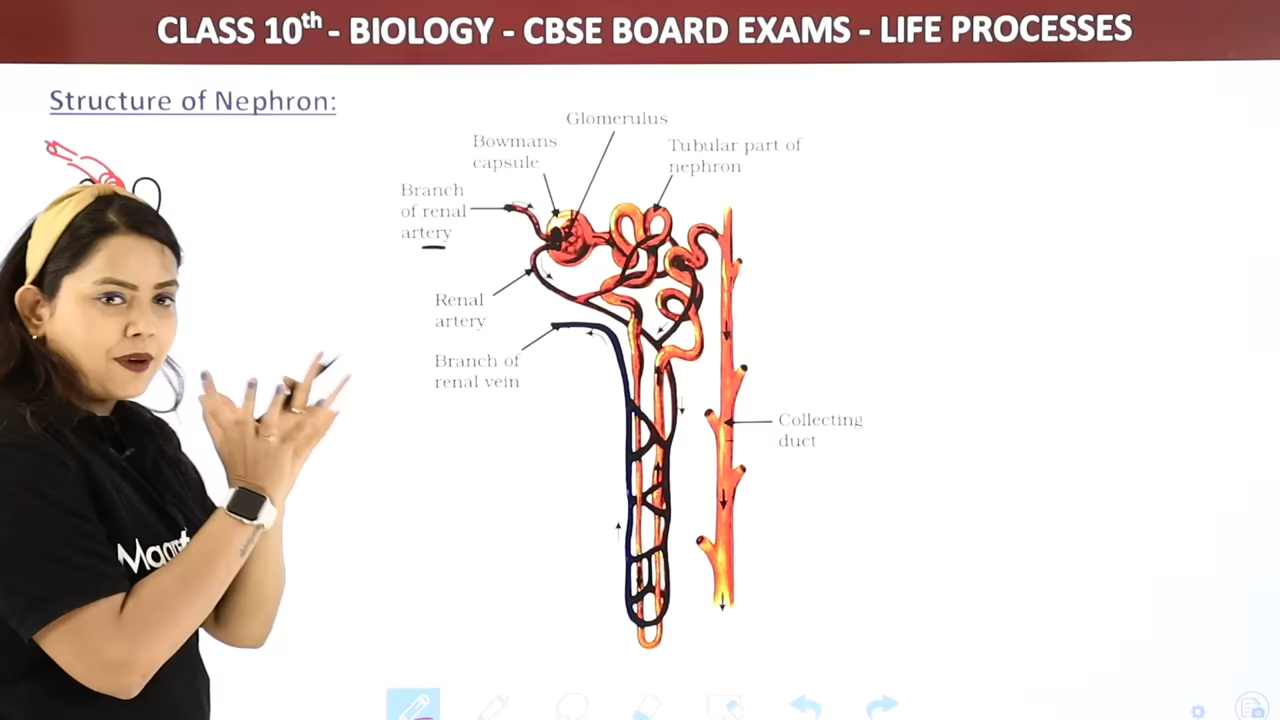 CLASS 10th - BIOLOGY - CBSE BOARD EXAMS - LIFE PROCESSES
Structure of Nephron:
Glomerulus
Bowmans
capsule
Tubular part of
nephron
Branch
of renal
artery
Renal
artery
Branch of
renal vein
Collecting
duct